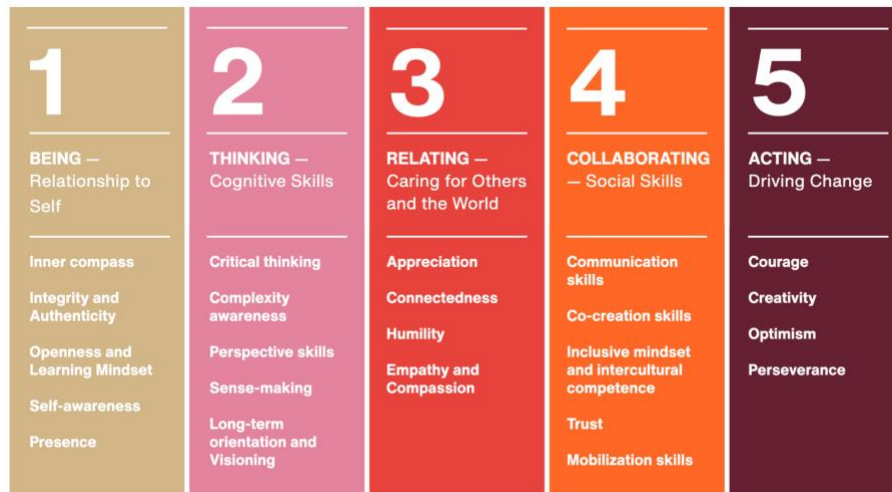 1
BEING —
Relationship to
Self
Inner compass
Integrity and
Authenticity
Openness and
Learning Mindset
Self-awareness
Presence
2
THINKING —
Cognitive Skills
Critical thinking
Complexity
awareness
Perspective skills
Sense-making
Long-term
orientation and
Visioning
3
RELATING —
Caring for Others
and the World
Appreciation
Connectedness
Humility
Empathy and
Compassion
4
COLLABORATING
— Social Skills
Communication
skills
Co-creation skills
Inclusive mindset
and intercultural
competence
Trust
Mobilization skills
5
ACTING —
Driving Change
Courage
Creativity
Optimism
Perseverance